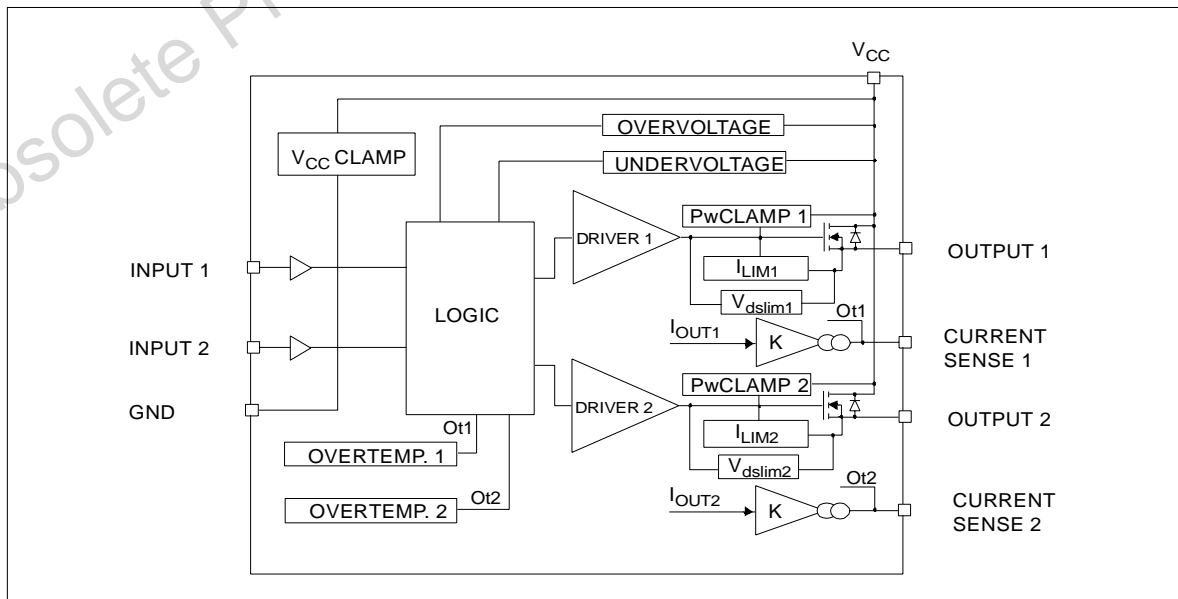 bsolete Pr
VCC
OVERVOLTAGE
VCC CLAMP
UNDERVOLTAGE
PwCLAMP 1
DRIVER 1
OUTPUT 1
INPUT 1
ILIM1
Vdslim1
LOGIC
Ot1
IOUT1
K
CURRENT
SENSE 1
INPUT 2
PwCLAMP 2
GND
DRIVER 2
OUTPUT 2
Ot1
ILIM2
OVERTEMP. 1
Vdslim2
Ot2
Ot2
IOUT2
OVERTEMP. 2
K
CURRENT
SENSE 2